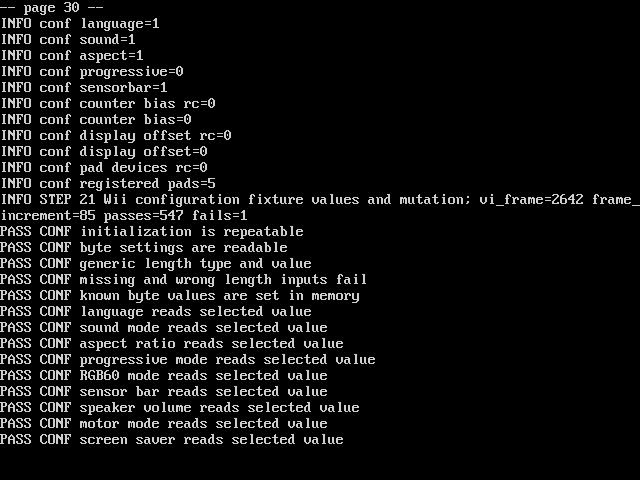 -- page 30 --
INFO conf language=1
INFO conf sound=1
INFO conf aspect=1
INFO conf progressive=0
INFO conf sensorbar=1
INFO conf counter bias rc=0
INFO conf counter bias=0
INFO conf display offset rc=0
INFO conf display offset=0
INFO conf pad devices rc=0
INFO conf registered pads=5
INFO STEP 21 Wii configuration fixture values and mutation; vi_frame=2642 frame_
increment=85 passes=547 fails=1
PASS CONF initialization is repeatable
PASS CONF byte settings are readable
PASS CONF generic length type and value
PASS CONF missing and wrong length inputs fail
PASS CONF known byte values are set in memory
PASS CONF language reads selected value
PASS CONF sound mode reads selected value
PASS CONF aspect ratio reads selected value
PASS CONF progressive mode reads selected value
PASS CONF RGB60 mode reads selected value
PASS CONF sensor bar reads selected value
PASS CONF speaker volume reads selected value
PASS CONF motor mode reads selected value
PASS CONF screen saver reads selected value